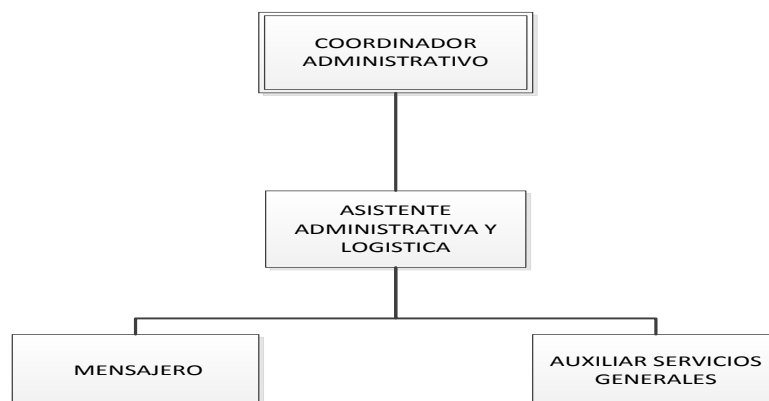 COORDINADOR
ADMINISTRATIVO
ASISTENTE
ADMINISTRATIVA Y
LOGISTICA
MENSAJERO
AUXILIAR SERVICIOS
GENERALES